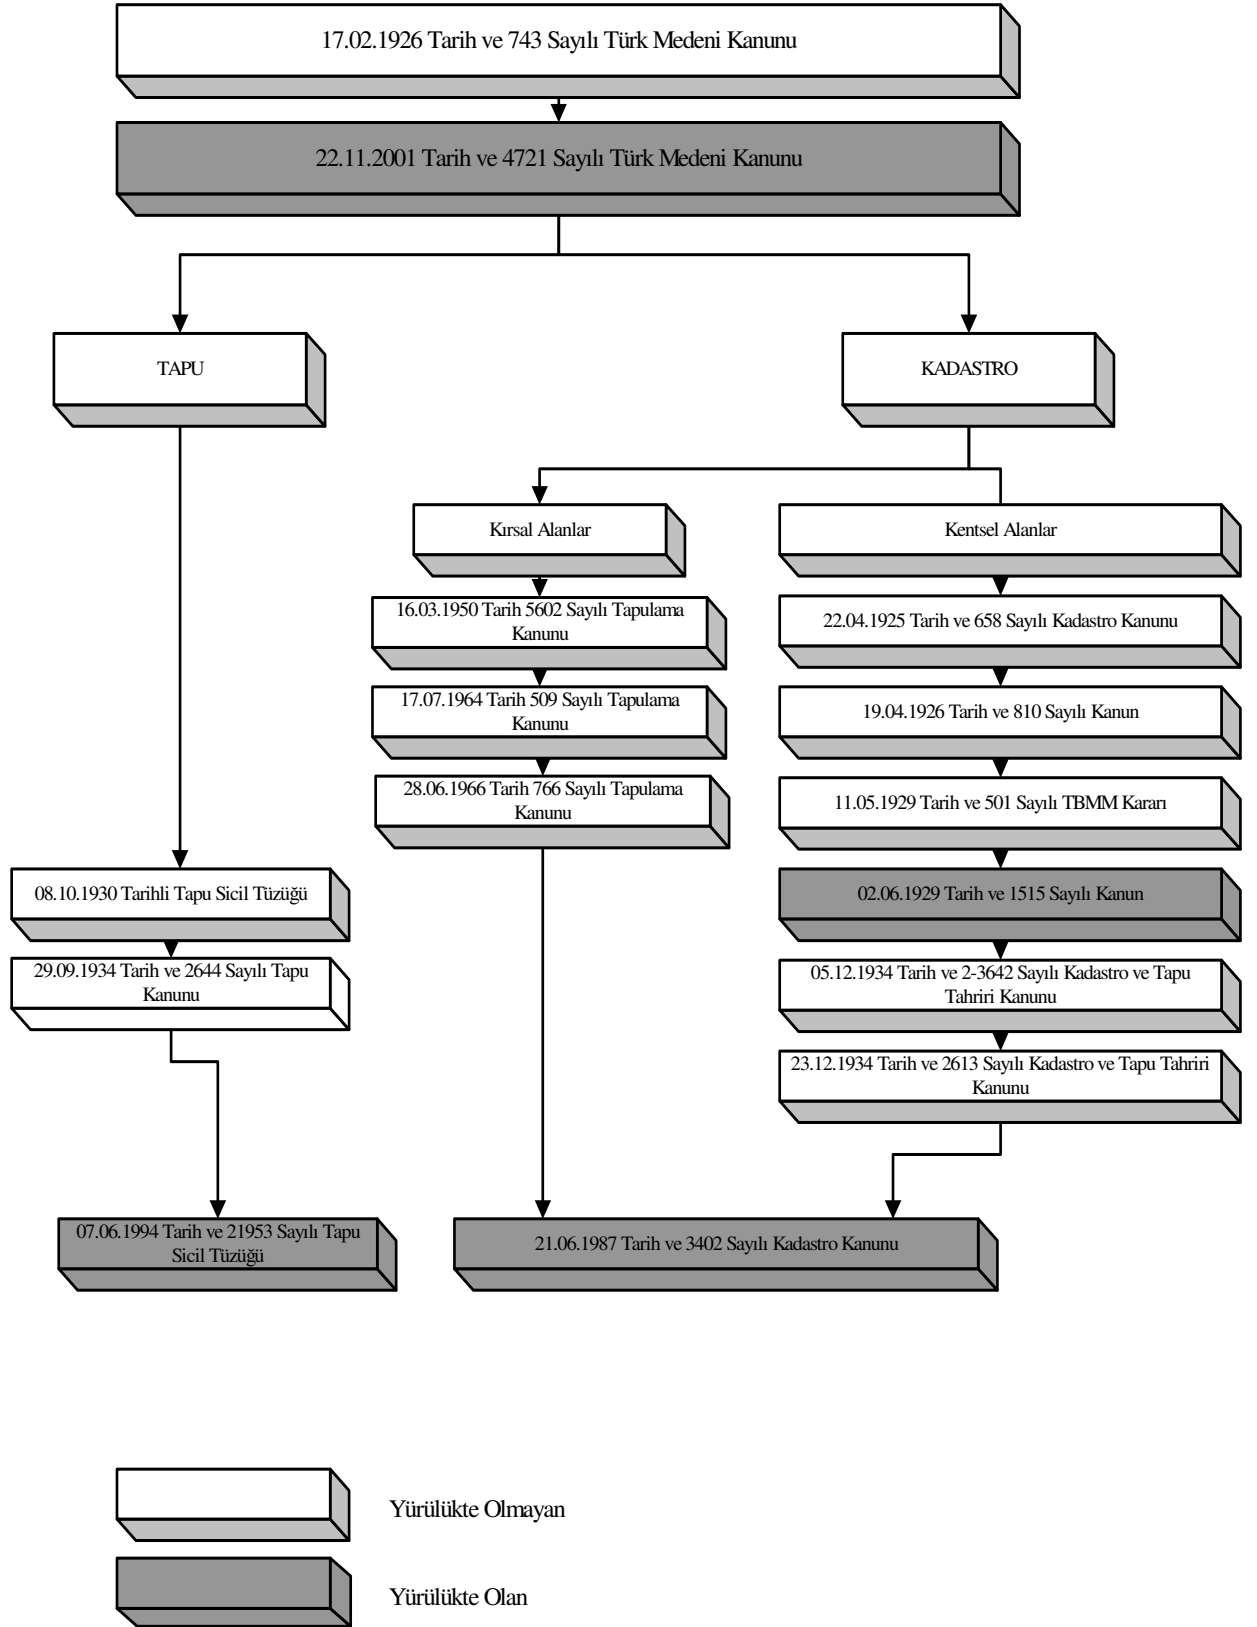 17.02.1926 Tarih ve 743 Sayılı Türk Medeni Kanunu
22.11.2001 Tarih ve 4721 Sayılı Türk Medeni Kanunu
TAPU
KADASTRO
Kırsal Alanlar
Kentsel Alanlar
16.03.1950 Tarih 5602 Sayılı Tapulama
Kanunu
22.04.1925 Tarih ve 658 Sayılı Kadastro Kanunu
17.07.1964 Tarih 509 Sayılı Tapulama
Kanunu
19.04.1926 Tarih ve 810 Sayılı Kanun
28.06.1966 Tarih 766 Sayılı Tapulama
Kanunu
11.05.1929 Tarih ve 501 Sayılı TBMM Kararı
08.10.1930 Tarihli Tapu Sicil Tüzüğü
02.06.1929 Tarih ve 1515 Sayılı Kanun
29.09.1934 Tarih ve 2644 Sayılı Tapu
Kanunu
05.12.1934 Tarih ve 2-3642 Sayılı Kadastro ve Tapu
Tahriri Kanunu
23.12.1934 Tarih ve 2613 Sayılı Kadastro ve Tapu Tahriri
Kanunu
07.06.1994 Tarih ve 21953 Sayılı Tapu
Sicil Tüzüğü
21.06.1987 Tarih ve 3402 Sayılı Kadastro Kanunu
Yürülükte Olmayan
Yürülükte Olan